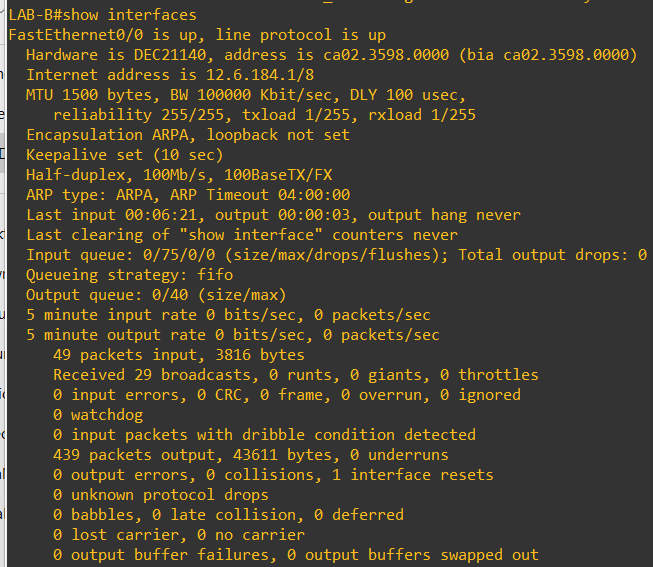 LAB-B#show interfaces
FastEthernet0/0 is up, line protocol is up
  Hardware is DEC21140, address is ca02.3598.0000 (bia ca02.3598.0000)
  Internet address is 12.6.184.1/8
  MTU 1500 bytes, BW 100000 Kbit/sec, DLY 100 usec,
     reliability 255/255, txload 1/255, rxload 1/255
  Encapsulation ARPA, loopback not set
  Keepalive set (10 sec)
  Half-duplex, 100Mb/s, 100BaseTX/FX
  ARP type: ARPA, ARP Timeout 04:00:00
  Last input 00:06:21, output 00:00:03, output hang never
  Last clearing of "show interface" counters never
  Input queue: 0/75/0/0 (size/max/drops/flushes); Total output drops: 0
  Queueing strategy: fifo
  Output queue: 0/40 (size/max)
  5 minute input rate 0 bits/sec, 0 packets/sec
  5 minute output rate 0 bits/sec, 0 packets/sec
     49 packets input, 3816 bytes
     Received 29 broadcasts, 0 runts, 0 giants, 0 throttles
     0 input errors, 0 CRC, 0 frame, 0 overrun, 0 ignored
     0 watchdog
     0 input packets with dribble condition detected
     439 packets output, 43611 bytes, 0 underruns
     0 output errors, 0 collisions, 1 interface resets
     0 unknown protocol drops
     0 babbles, 0 late collision, 0 deferred
     0 lost carrier, 0 no carrier
     0 output buffer failures, 0 output buffers swapped out